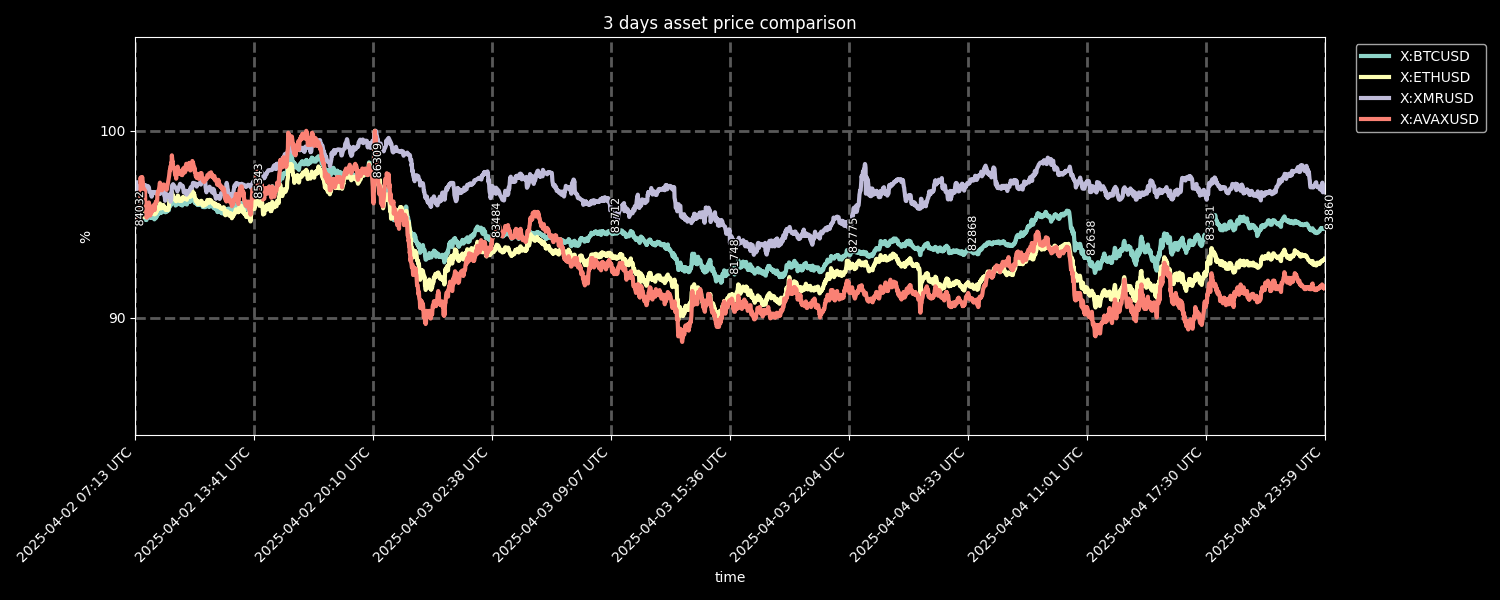 3 days asset price comparison
X:BTCUSD
X:ETHUSD
X:XMRUSD
X:AVAXUSD
100
90
%
84032
85343
86309
83484
83712
81748
82775
82868
82638
83351
83860
2025-04-02 07:13 UTC
2025-04-02 13:41 UTC
2025-04-02 20:10 UTC
2025-04-03 02:38 UTC
2025-04-03 09:07 UTC
2025-04-03 15:36 UTC
2025-04-03 22:04 UTC
2025-04-04 04:33 UTC
2025-04-04 11:01 UTC
2025-04-04 17:30 UTC
2025-04-04 23:59 UTC
time